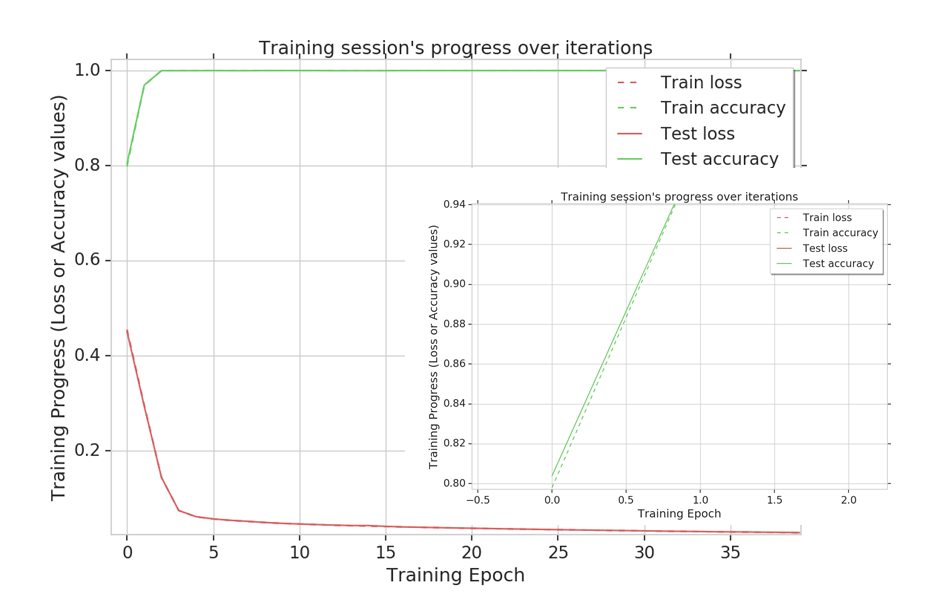 Training session's progress over iterations
Training Progress (Loss or Accuracy values)
1.0
0.8
0.6
0.4
0.2
Train loss
Train accuracy
Test loss
Test accuracy
Training session's progress over iterations
Training Progress (Loss or Accuracy values)
0.94
0.92
0.90
0.88
0.86
0.84
0.82
0.80
Train loss
Train accuracy
Test loss
Test accuracy
−0.5 0.0 0.5 1.0 1.5 2.0
Training Epoch
0 5 10 15 20 25 30 35
Training Epoch